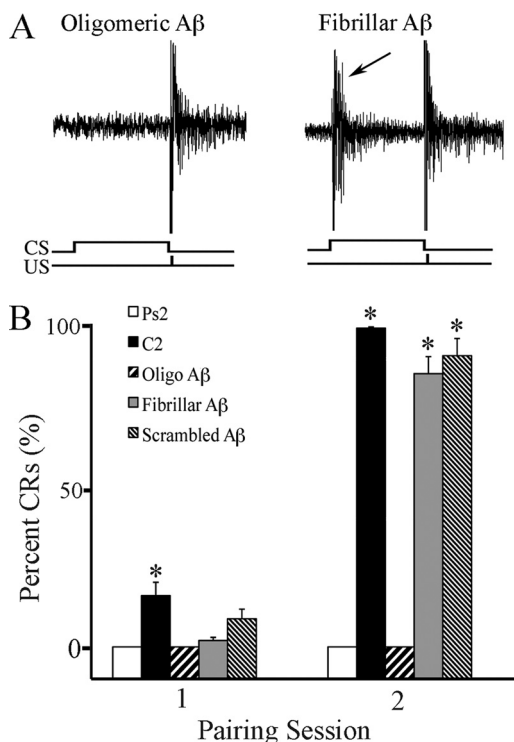 A
Oligomeric Aβ
Fibrillar Aβ
CS
US
B
100
50
0
Percent CRs (%)
Ps2
C2
Oligo Aβ
Fibrillar Aβ
Scrambled Aβ
*
*
*
*
1
2
Pairing Session